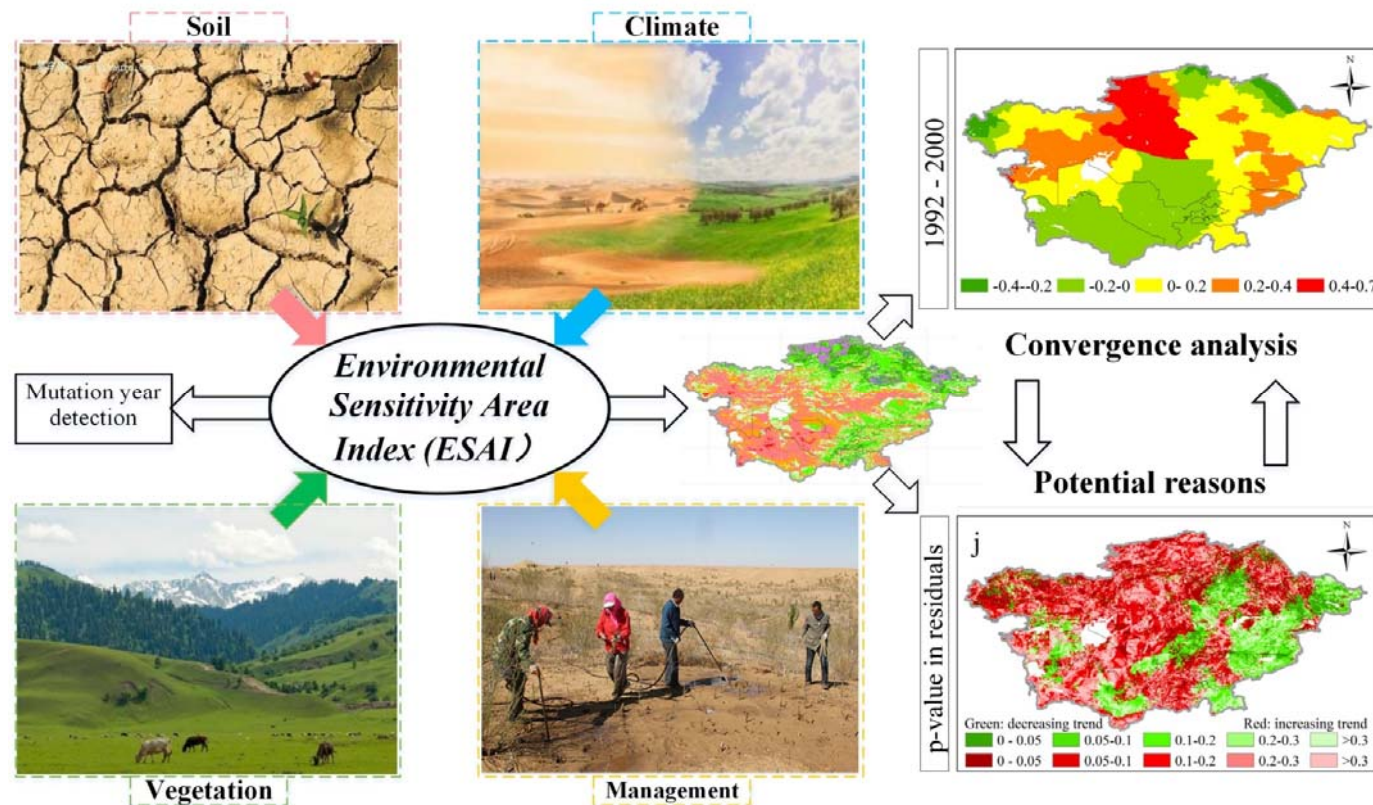 Soil
Climate
1992 - 2000
N
-0.4--0.2
-0.2-0
0- 0.2
0.2-0.4
0.4-0.7
Environmental
Sensitivity Area
Index (ESAI）
Mutation year
detection
Convergence analysis
Potential reasons
p-value in residuals
j
N
Green: decreasing trend
Red: increasing trend
0 - 0.05
0.05-0.1
0.1-0.2
0.2-0.3
>0.3
0 - 0.05
0.05-0.1
0.1-0.2
0.2-0.3
>0.3
Vegetation
Management